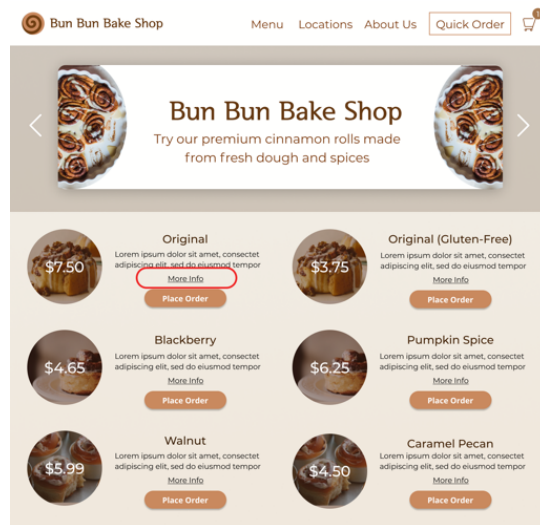 Bun Bun Bake Shop
Menu Locations About Us Quick Order
1
Bun Bun Bake Shop
Try our premium cinnamon rolls made
from fresh dough and spices
$7.50
Original
Lorem ipsum dolor sit amet, consectet
adipiscing elit, sed do eiusmod tempor
More Info
Place Order
$3.75
Original (Gluten-Free)
Lorem ipsum dolor sit amet, consectet
adipiscing elit, sed do eiusmod tempor
More Info
Place Order
$4.65
Blackberry
Lorem ipsum dolor sit amet, consectet
adipiscing elit, sed do eiusmod tempor
More Info
Place Order
$6.25
Pumpkin Spice
Lorem ipsum dolor sit amet, consectet
adipiscing elit, sed do eiusmod tempor
More Info
Place Order
$5.99
Walnut
Lorem ipsum dolor sit amet, consectet
adipiscing elit, sed do eiusmod tempor
More Info
Place Order
$4.50
Caramel Pecan
Lorem ipsum dolor sit amet, consectet
adipiscing elit, sed do eiusmod tempor
More Info
Place Order